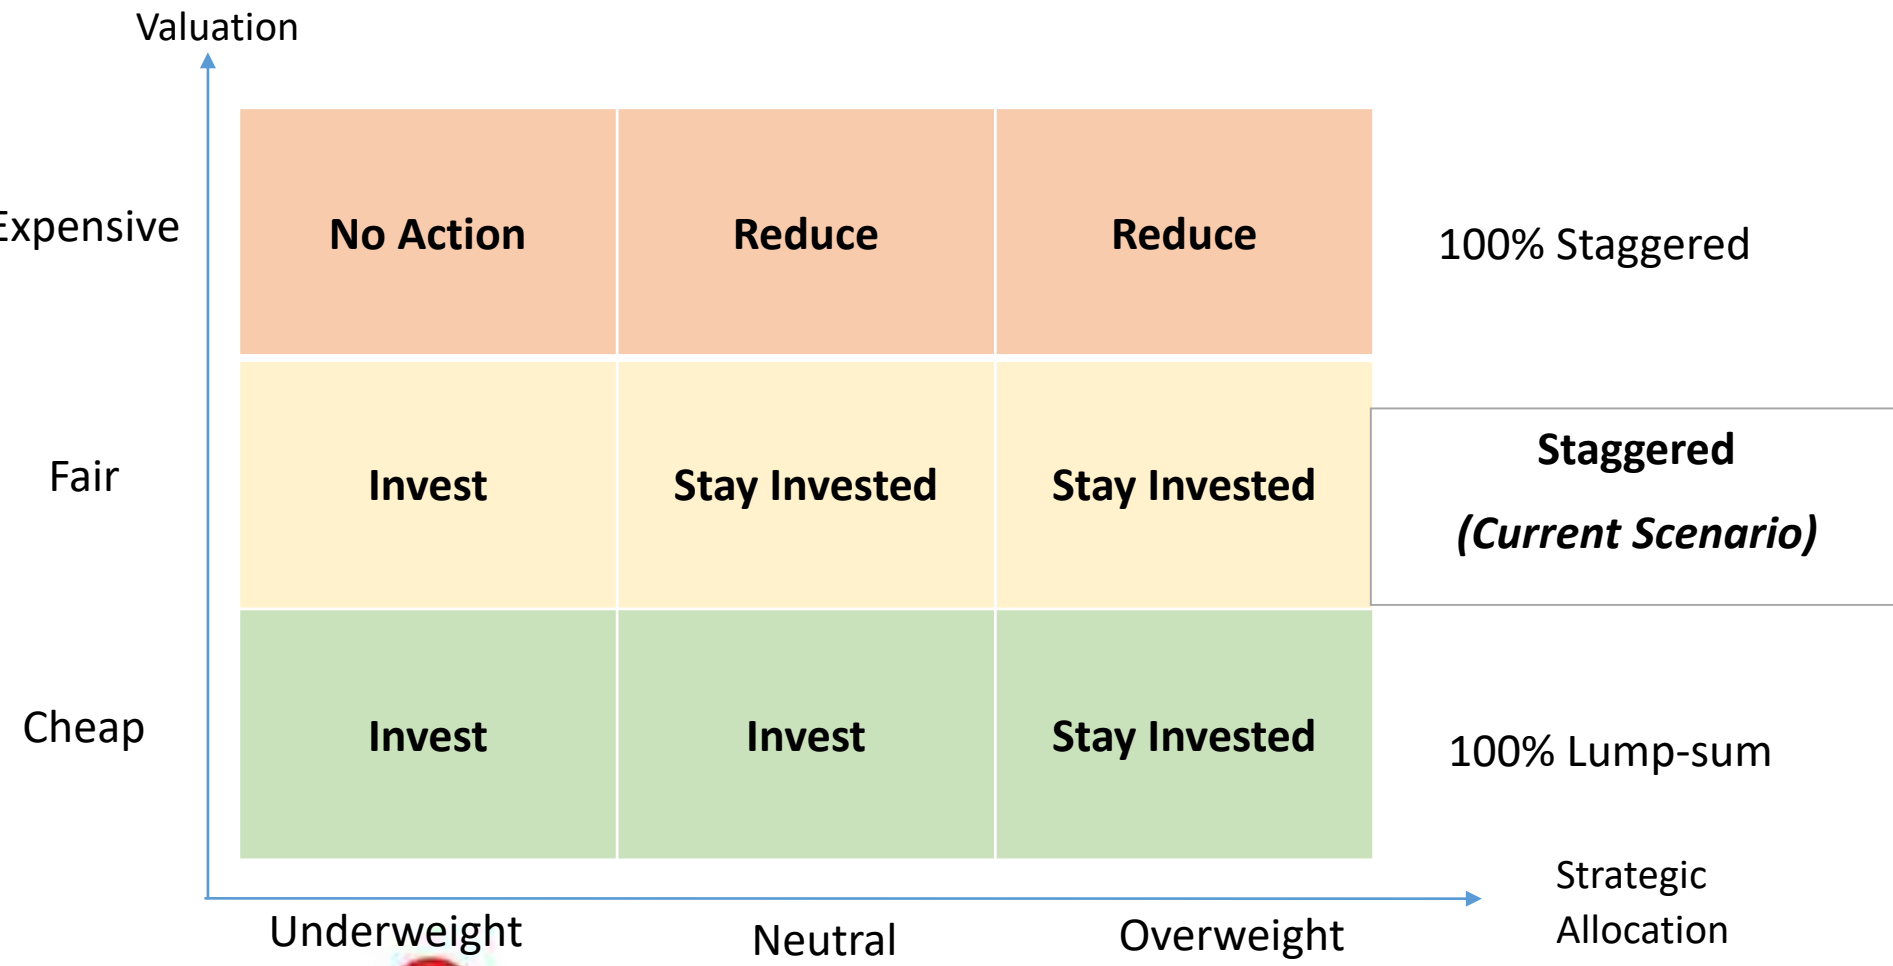 Valuation
Expensive
No Action
Reduce
Reduce
100% Staggered
Fair
Invest
Stay Invested
Stay Invested
Staggered
(Current Scenario)
Cheap
Invest
Invest
Stay Invested
100% Lump-sum
Strategic
Allocation
Underweight
Neutral
Overweight